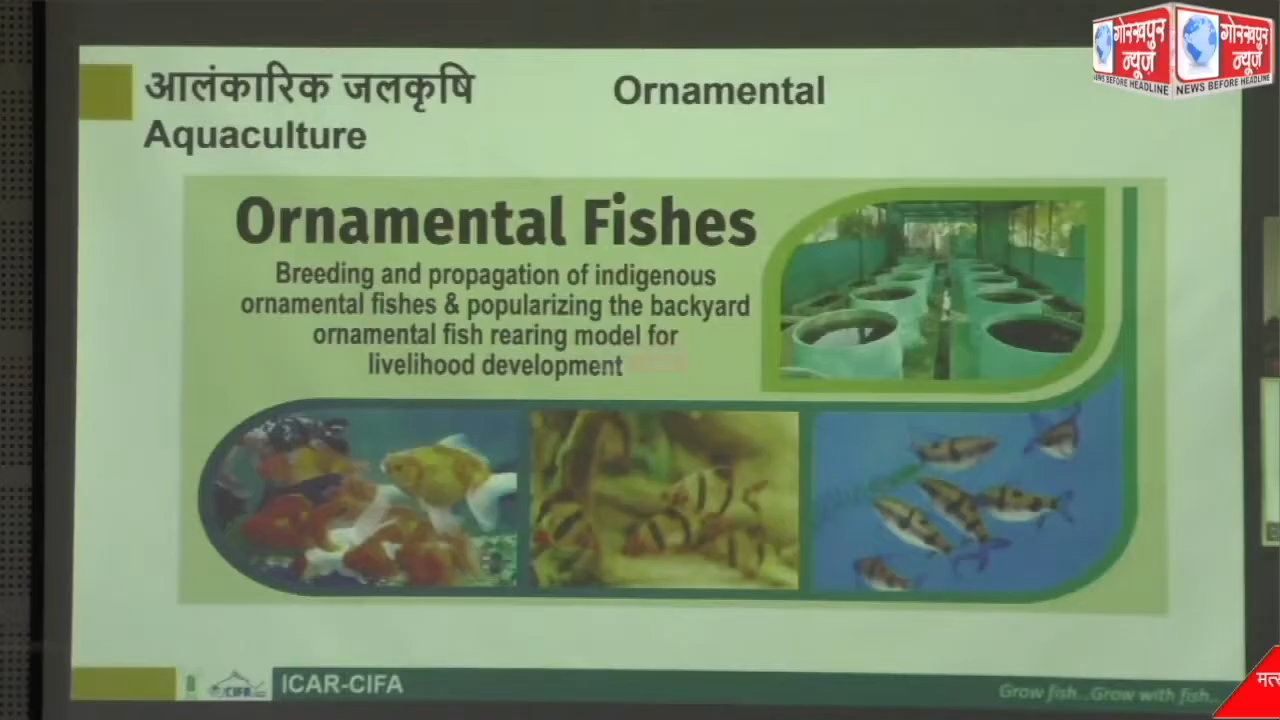 आलंकारिक जलकृषि Ornamental
Aquaculture
Ornamental Fishes
Breeding and propagation of indigenous
ornamental fishes & popularizing the backyard
ornamental fish rearing model for
livelihood development
CIFA
ICAR-CIFA
Grow fish...Grow with fish...
गोरखपुर
न्यूज़
NEWS BEFORE HEADLINE
गोरखपुर
न्यूज़
NEWS BEFORE HEADLINE